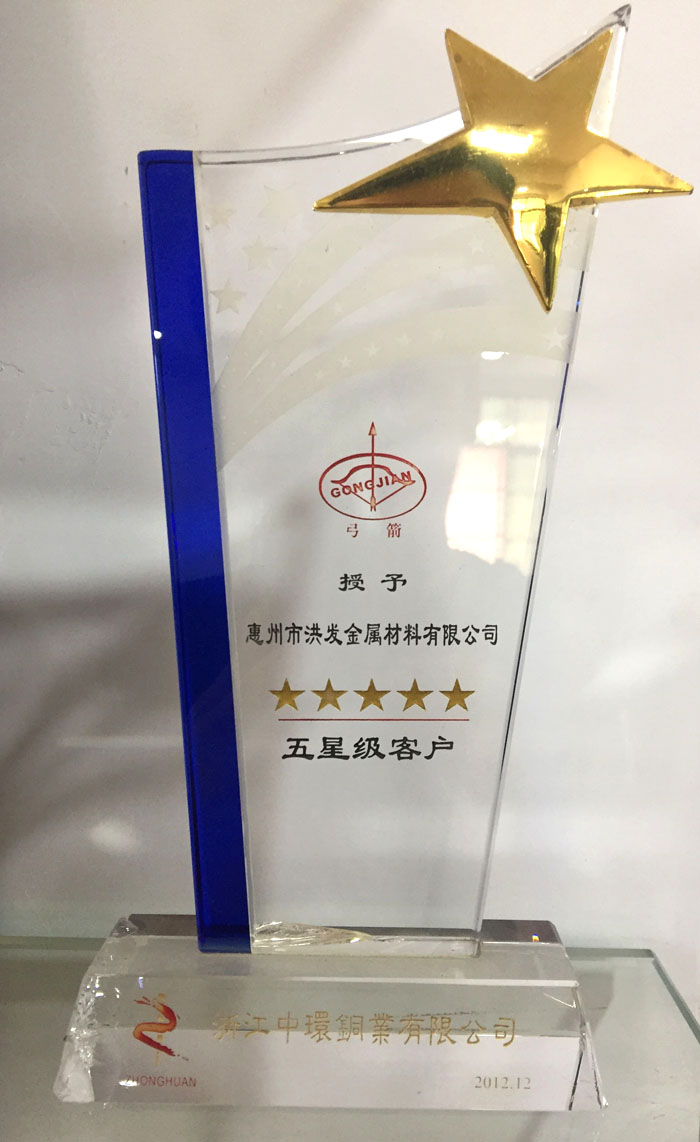 GONGJIAN
弓箭
授予
惠州市洪发金属材料有限公司
五星级客户
浙江中環銅業有限公司
ZHONGHUAN
2012.12